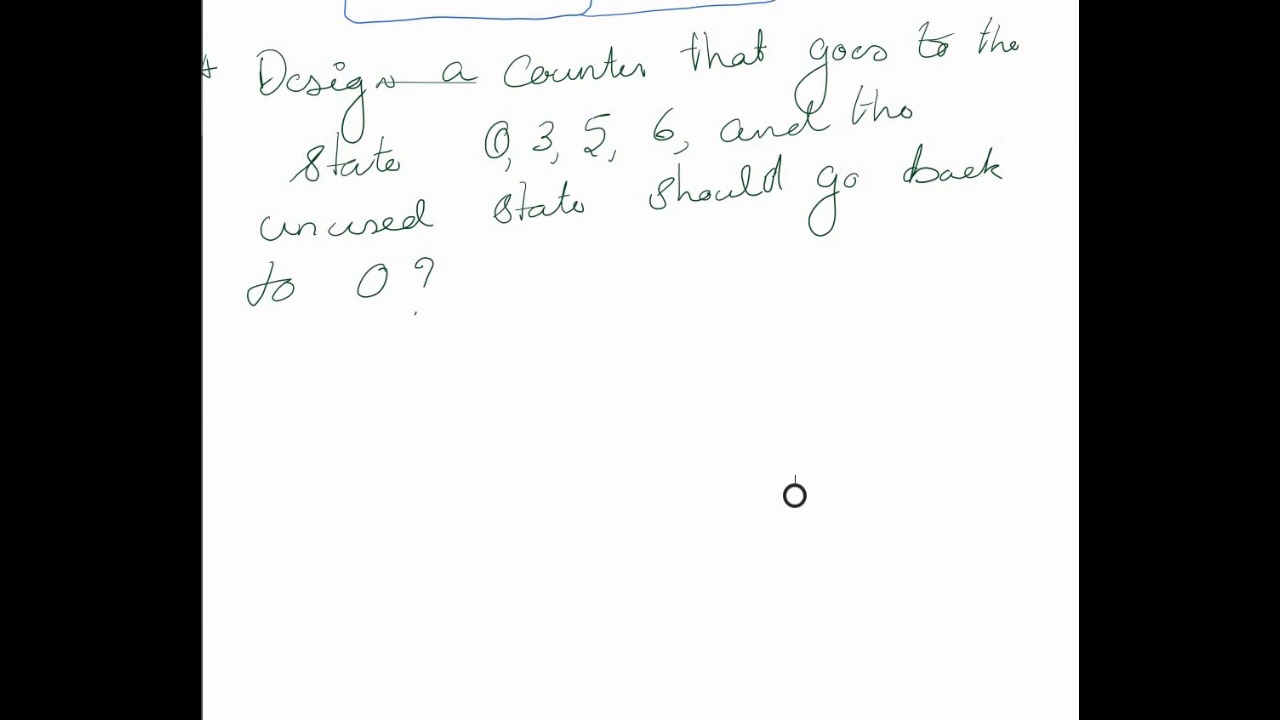 * Design a counter that goes to the
state 0, 3, 5, 6, and the
unused state should go back
to 0 ?